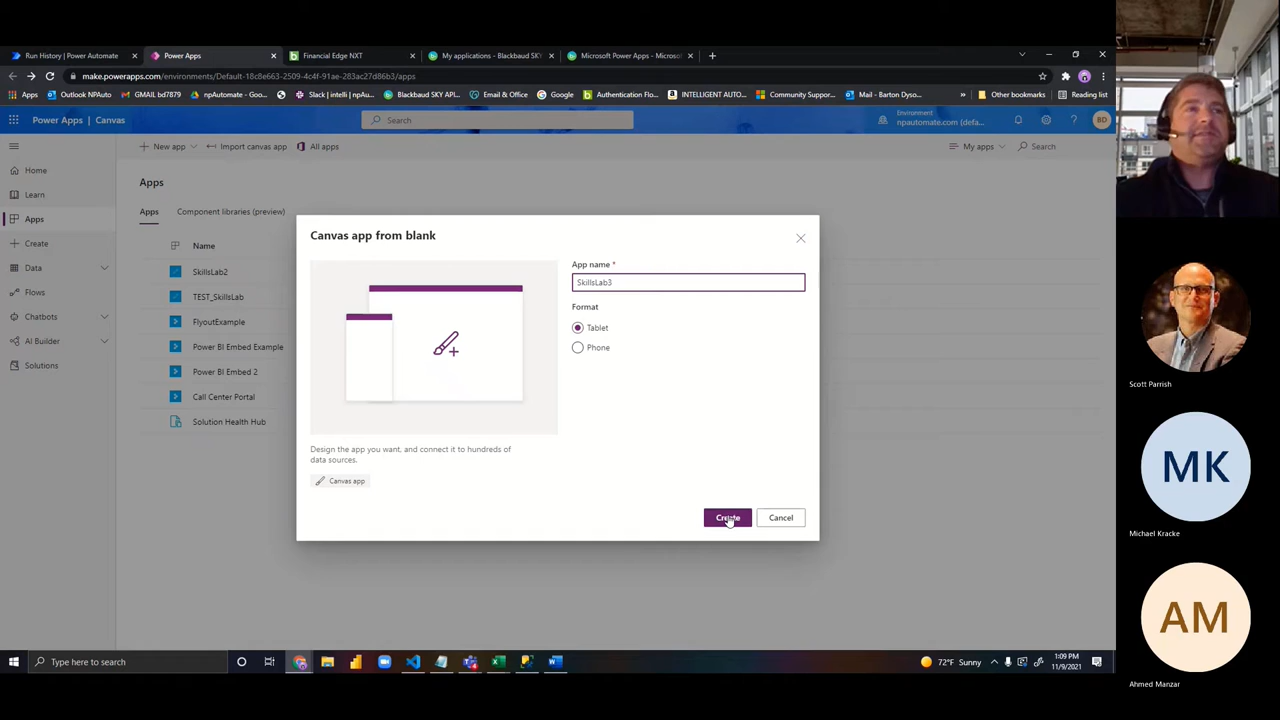 Run History | Power Automate
Power Apps
Financial Edge NXT
My applications - Blackbaud SKY
Microsoft Power Apps - Microsof
make.powerapps.com/environments/Default-18c8e663-2509-4c4f-91ae-283ac27d86b3/apps
Apps
Outlook NPAuto
GMAIL bd7879
npAutomate - Goog...
Slack | intelli | npA...
Blackbaud SKY API...
Email & Office
Google
Authentication Flow...
INTELLIGENT AUTO...
Community Suppor...
Mail - Barton Dyso...
Other bookmarks
Reading list
Power Apps | Canvas
Search
Environment
npautomate.com (defa...
BD
New app
Import canvas app
All apps
My apps
Search
Home
Learn
Apps
Create
Data
Flows
Chatbots
AI Builder
Solutions
Apps
Apps
Component libraries (preview)
Name
SkillsLab2
TEST_SkillsLab
FlyoutExample
Power BI Embed Example
Power BI Embed 2
Call Center Portal
Solution Health Hub
Canvas app from blank
App name *
SkillsLab3
Format
Tablet
Phone
Design the app you want, and connect it to hundreds of
data sources.
Canvas app
Create
Cancel
Scott Parrish
MK
Michael Kracke
AM
Ahmed Manzar
Type here to search
72°F Sunny
1:09 PM
11/9/2021